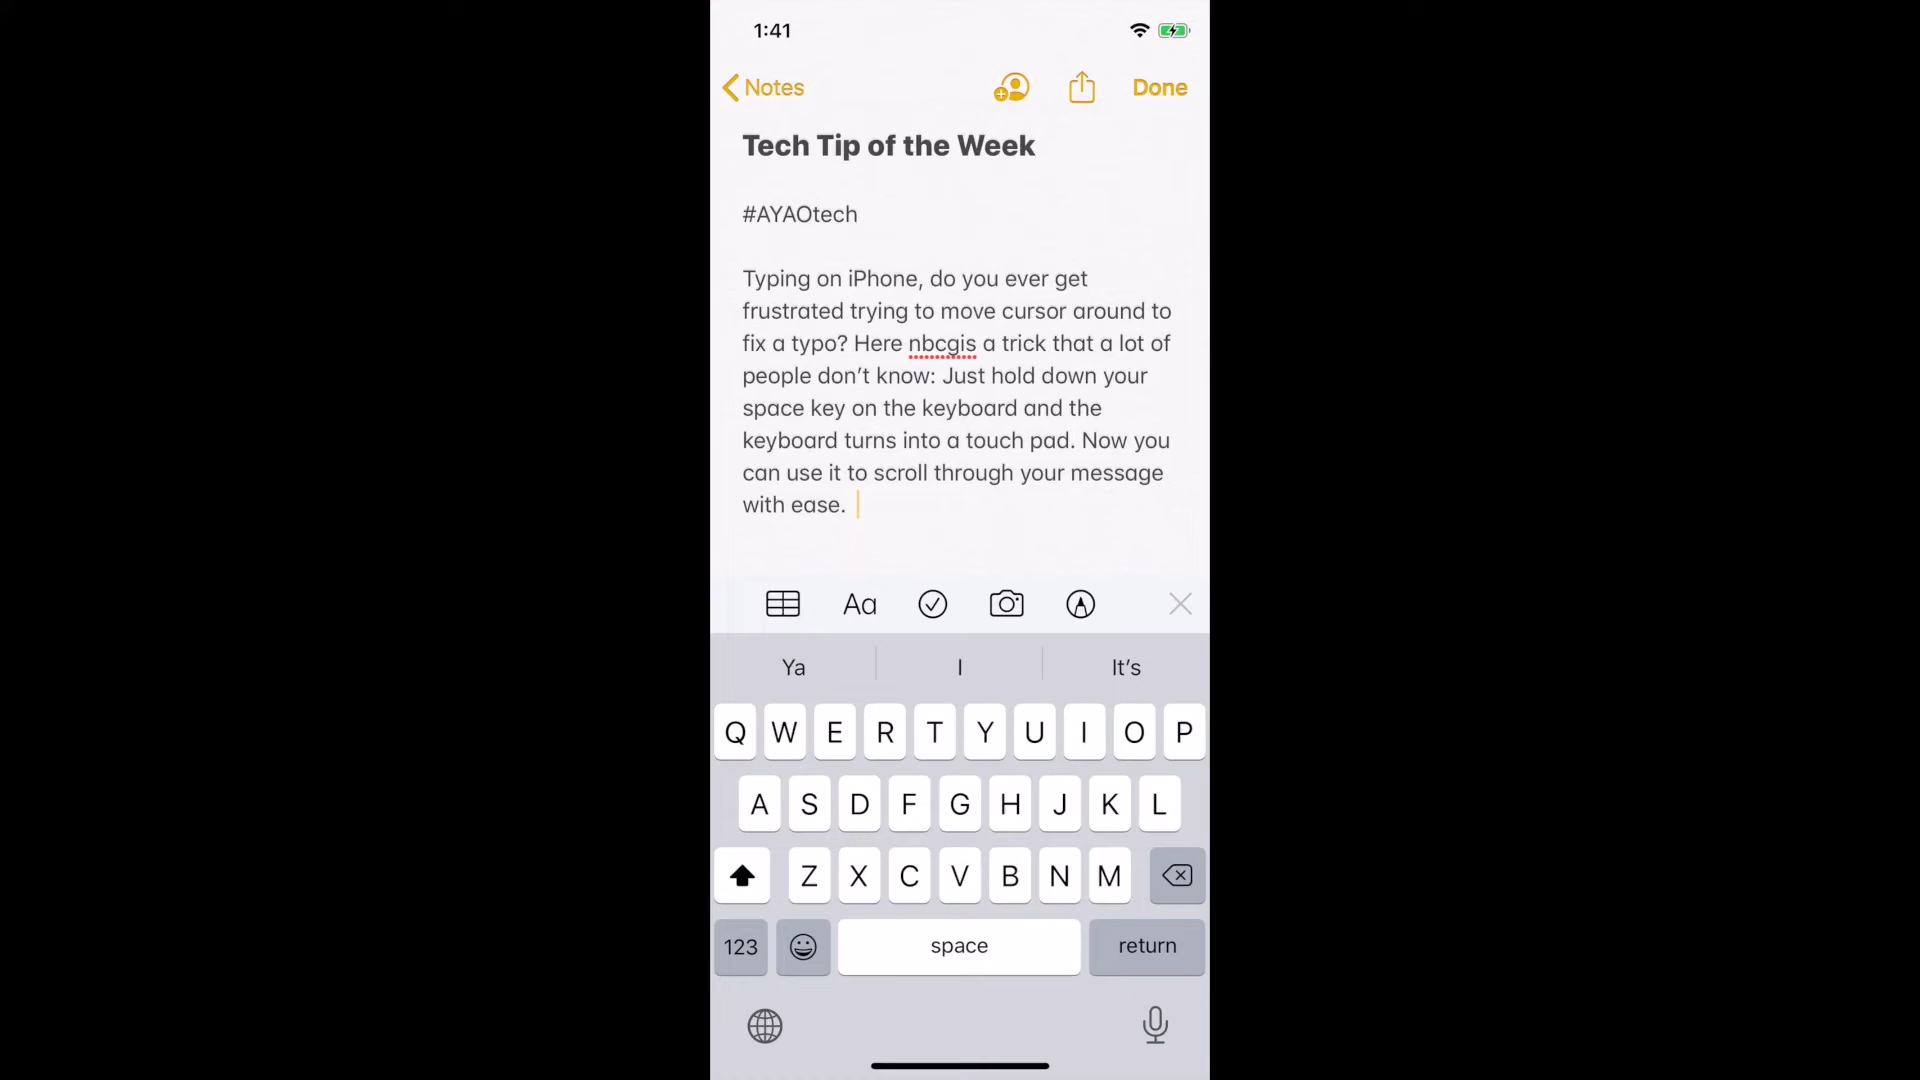 1:41
Notes
Done
Tech Tip of the Week
#AYAOtech
Typing on iPhone, do you ever get
frustrated trying to move cursor around to
fix a typo? Here nbcgis a trick that a lot of
people don’t know: Just hold down your
space key on the keyboard and the
keyboard turns into a touch pad. Now you
can use it to scroll through your message
with ease.
Aa
Ya I It’s
Q W E R T Y U I O P
A S D F G H J K L
Z X C V B N M
123 space return